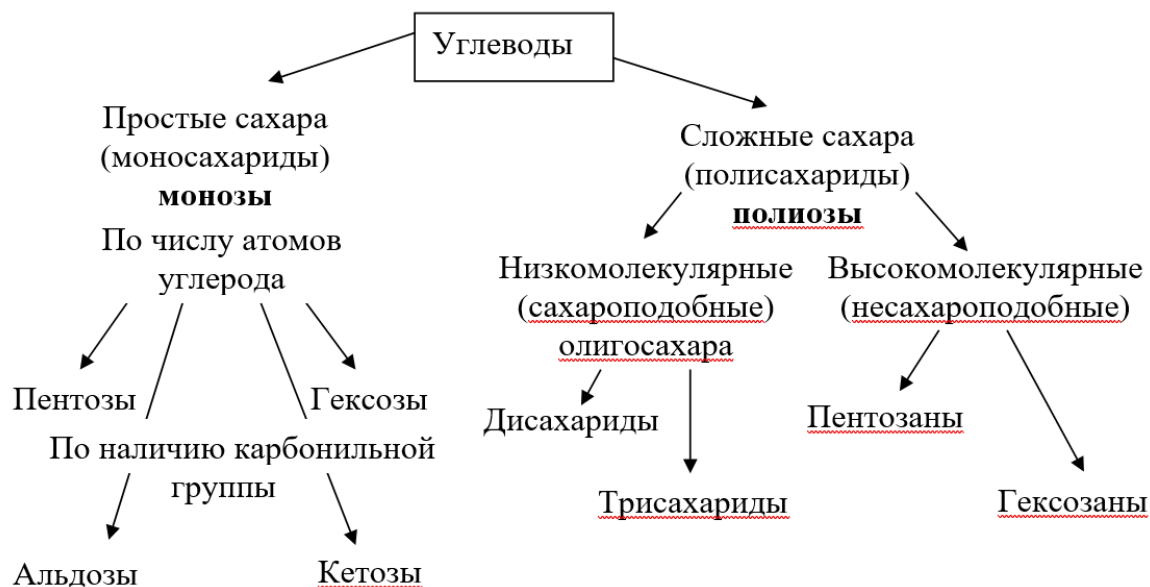 Углеводы
Простые сахара
(моносахариды)
монозы
По числу атомов
углерода
Пентозы
Гексозы
По наличию карбонильной
группы
Альдозы
Кетозы
Сложные сахара
(полисахариды)
полиозы
Низкомолекулярные
(сахароподобные)
олигосахара
Дисахариды
Трисахариды
Высокомолекулярные
(несахароподобные)
Пентозаны
Гексозаны